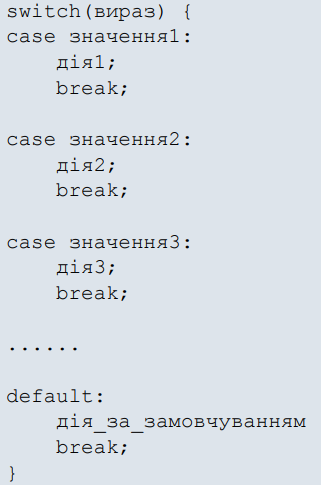 switch(вираз) {
case значення1:
    дія1;
    break;

case значення2:
    дія2;
    break;

case значення3:
    дія3;
    break;

......

default:
    дія_за_замовчуванням
    break;
}